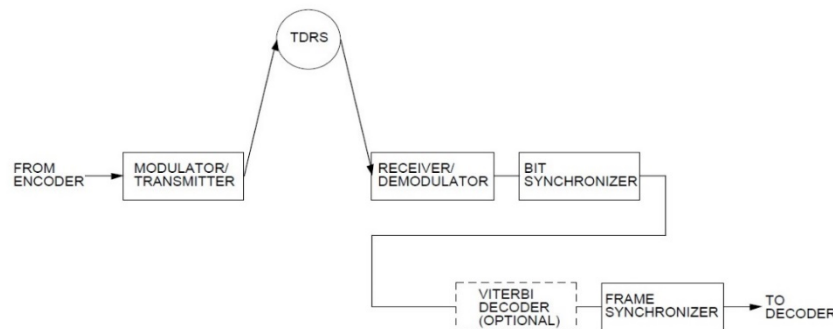 TDRS
FROM
ENCODER
MODULATOR/
TRANSMITTER
RECEIVER/
DEMODULATOR
BIT
SYNCHRONIZER
VITERBI
DECODER
(OPTIONAL)
FRAME
SYNCHRONIZER
TO
DECODER